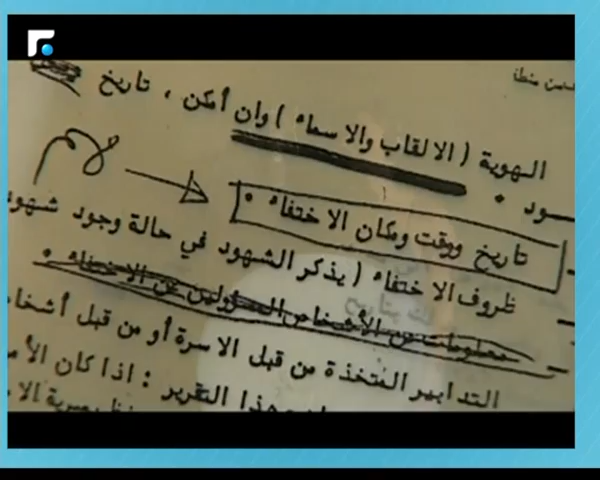 الهوية ( الالقاب والاسماء ) وان أمكن ، تاريخ
تاريخ ووقت ومكان الاختفاء .
ظروف الاختفاء ( يذكر الشهود في حالة وجود شهود
معلومات عن الأشخاص المسؤولين عن الاختفاء .
التدابير المتخذة من قبل الاسرة أو من قبل أشخا
هذا التقرير : اذا كان الأ